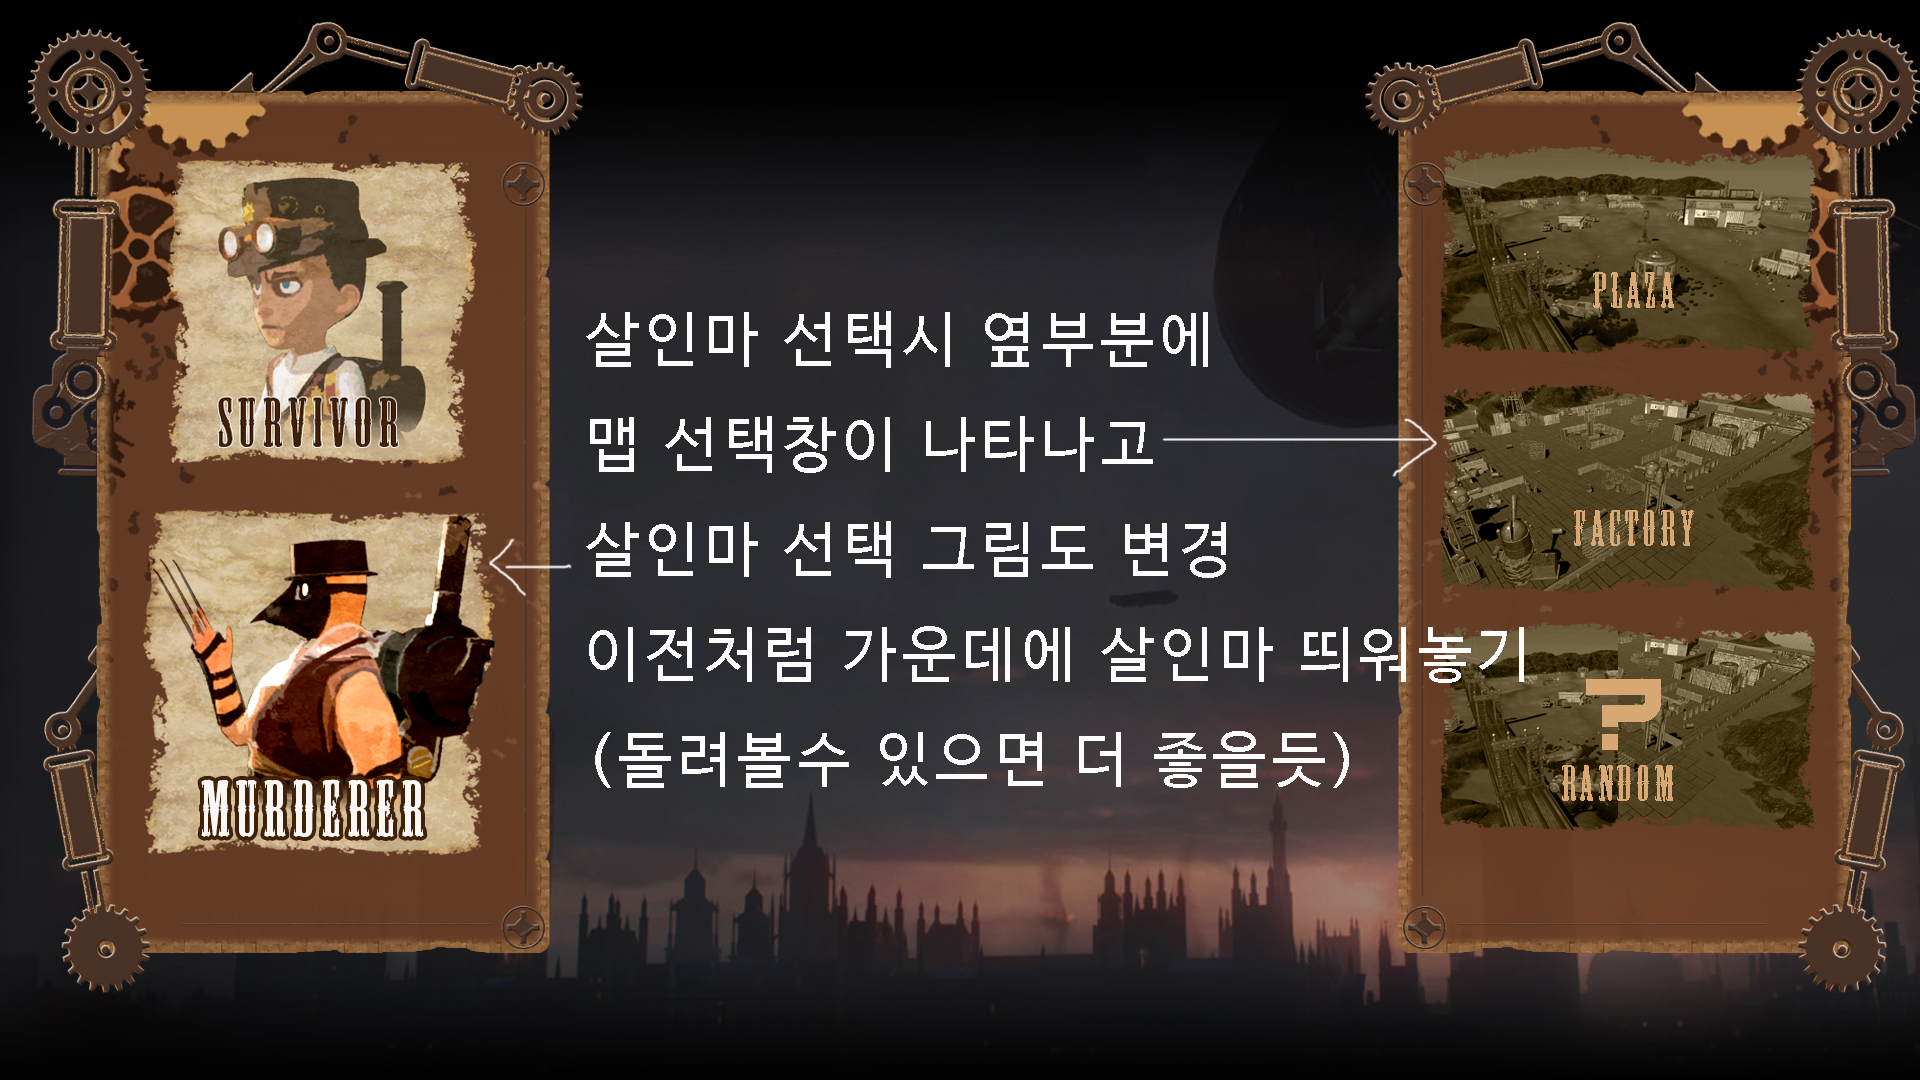 SURVIVOR
MURDERER
살인마 선택시 옆부분에
맵 선택창이 나타나고
살인마 선택 그림도 변경
이전처럼 가운데에 살인마 띄워놓기
(돌려볼수 있으면 더 좋을듯)
PLAZA
FACTORY
?
RANDOM